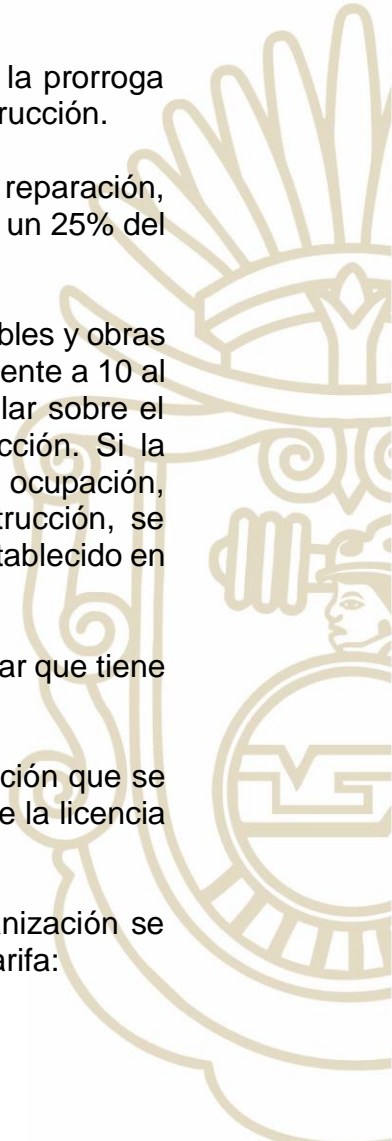 la prorroga
rucción.
reparación,
un 25% del
bles y obras
ente a 10 al
lar sobre el
cción. Si la
ocupación,
trucción, se
tablecido en
ar que tiene
ción que se
e la licencia
anización se
arifa: